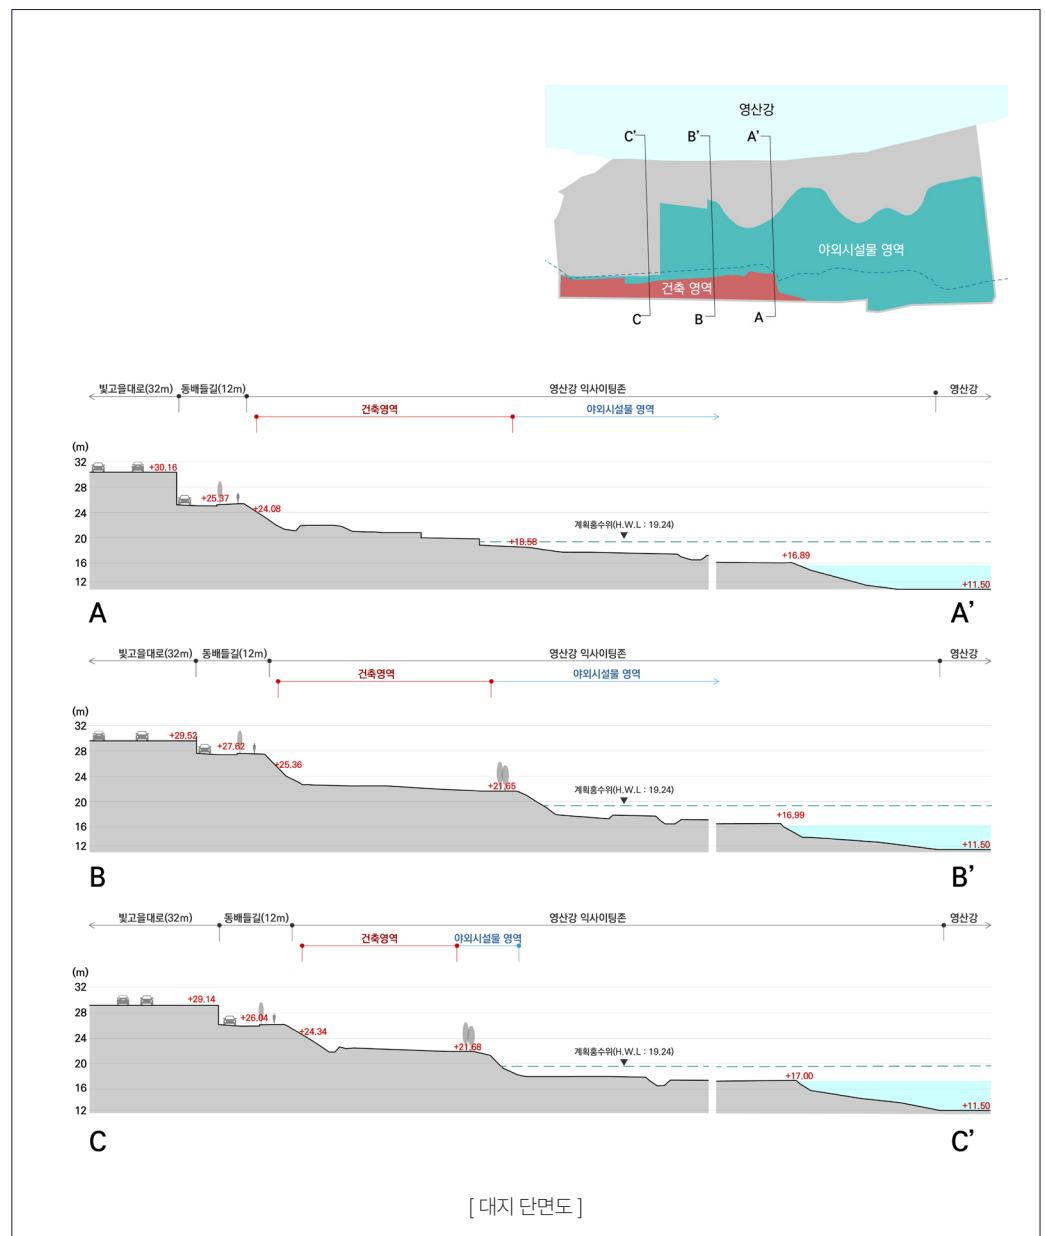 영산강
C’ B’ A’
야외시설물 영역
건축 영역
C B A
빛고을대로(32m) 동배들길(12m) 영산강 익사이팅존 영산강
건축영역 야외시설물 영역
(m)
32
+30.16
28
+25.37
+24.08
24
계획홍수위(H.W.L : 19.24)
20
+18.58
+16.89
16
12
+11.50
A A’
빛고을대로(32m) 동배들길(12m) 영산강 익사이팅존 영산강
건축영역 야외시설물 영역
(m)
32
+29.52
+27.62
28
+25.36
24
+21.65
계획홍수위(H.W.L : 19.24)
20
+16.99
16
12
+11.50
B B’
빛고을대로(32m) 동배들길(12m) 영산강 익사이팅존 영산강
건축영역 야외시설물 영역
(m)
32
+29.14
28
+26.04
+24.34
24
+21.68
계획홍수위(H.W.L : 19.24)
20
+17.00
16
12
+11.50
C C’
[ 대지 단면도 ]